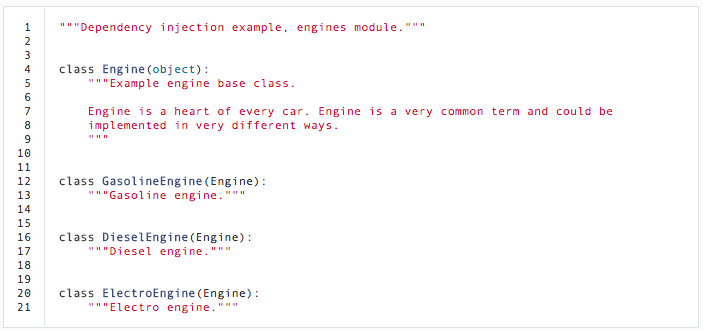 1 """Dependency injection example, engines module."""
2
3
4 class Engine(object):
5     """Example engine base class.
6
7     Engine is a heart of every car. Engine is a very common term and could be
8     implemented in very different ways.
9     """
10
11
12 class GasolineEngine(Engine):
13     """Gasoline engine."""
14
15
16 class DieselEngine(Engine):
17     """Diesel engine."""
18
19
20 class ElectroEngine(Engine):
21     """Electro engine."""